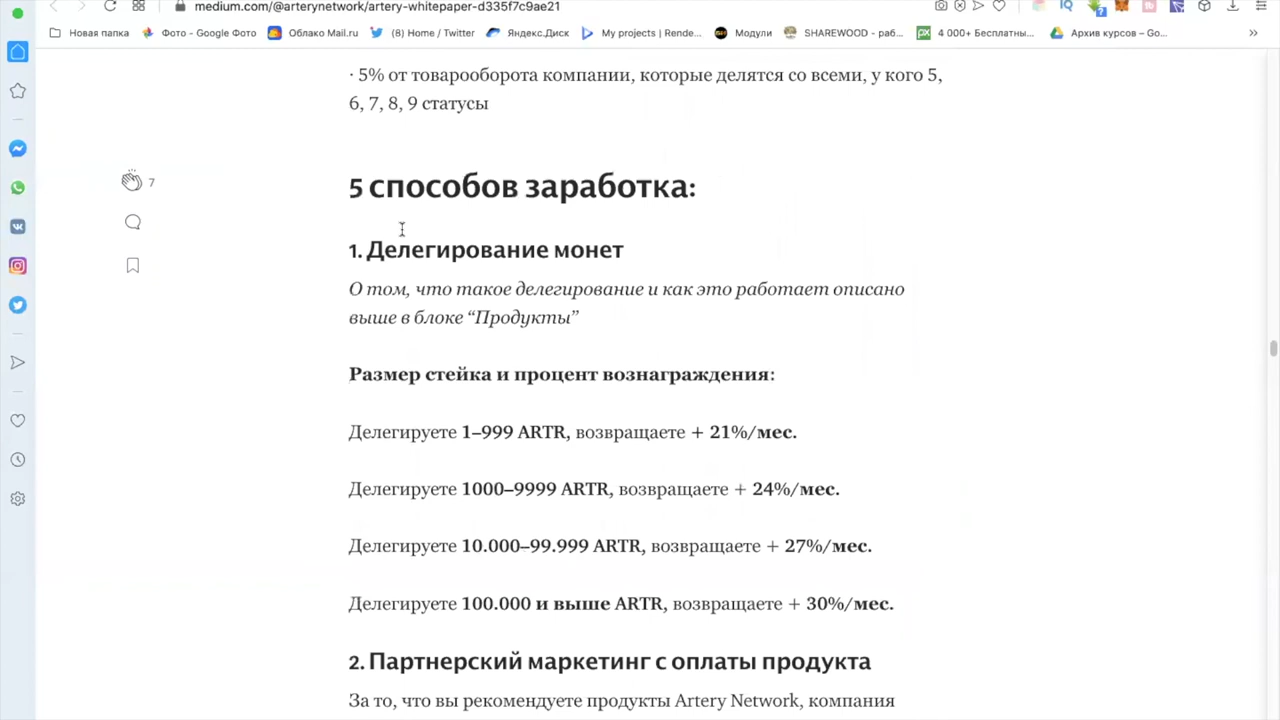 medium.com/@arterynetwork/artery-whitepaper-d335f7c9ae21
Новая папка
Фото - Google Фото
Облако Mail.ru
(8) Home / Twitter
Яндекс.Диск
My projects | Rende...
Модули
SHAREWOOD - раб...
4 000+ Бесплатны...
Архив курсов – Go...
· 5% от товарооборота компании, которые делятся со всеми, у кого 5,
6, 7, 8, 9 статусы
7
5 способов заработка:
1. Делегирование монет
О том, что такое делегирование и как это работает описано
выше в блоке “Продукты”
Размер стейка и процент вознаграждения:
Делегируете 1–999 ARTR, возвращаете + 21%/мес.
Делегируете 1000–9999 ARTR, возвращаете + 24%/мес.
Делегируете 10.000–99.999 ARTR, возвращаете + 27%/мес.
Делегируете 100.000 и выше ARTR, возвращаете + 30%/мес.
2. Партнерский маркетинг с оплаты продукта
За то, что вы рекомендуете продукты Artery Network, компания